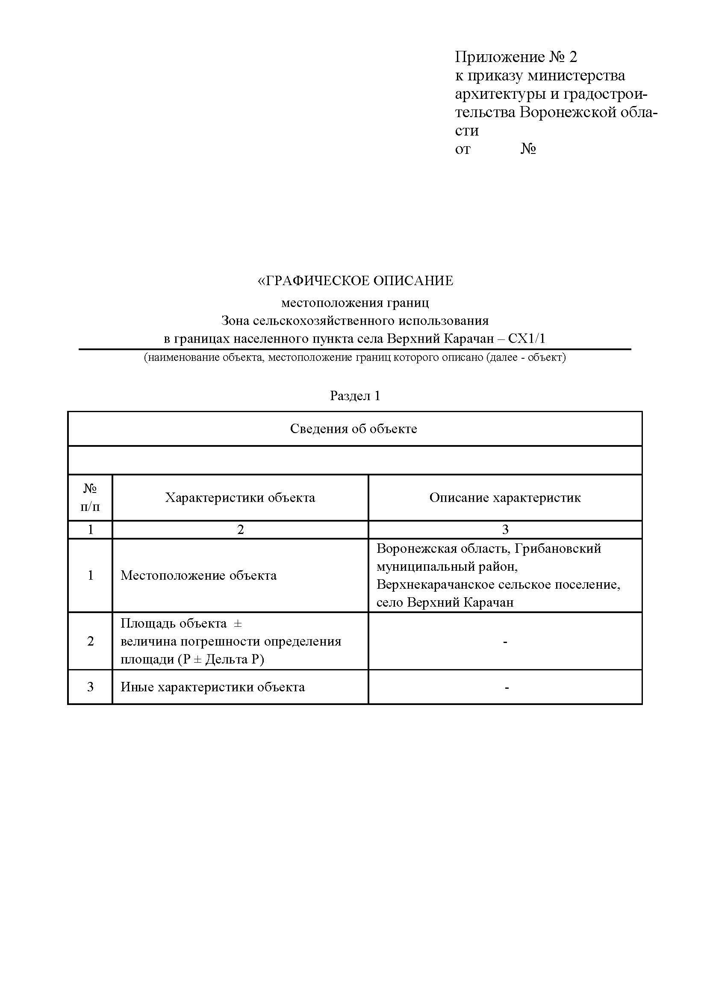 Приложение № 2
к приказу министерства
архитектуры и градострои-
тельства Воронежской обла-
сти
от №
«ГРАФИЧЕСКОЕ ОПИСАНИЕ
местоположения границ
Зона сельскохозяйственного использования
в границах населенного пункта села Верхний Карачан – СХ1/1
(наименование объекта, местоположение границ которого описано (далее - объект)
Раздел 1
Сведения об объекте
№
п/п
Характеристики объекта
Описание характеристик
1
2
3
1
Местоположение объекта
Воронежская область, Грибановский
муниципальный район,
Верхнекарачанское сельское поселение,
село Верхний Карачан
2
Площадь объекта ±
величина погрешности определения
площади (P ± Дельта P)
-
3
Иные характеристики объекта
-